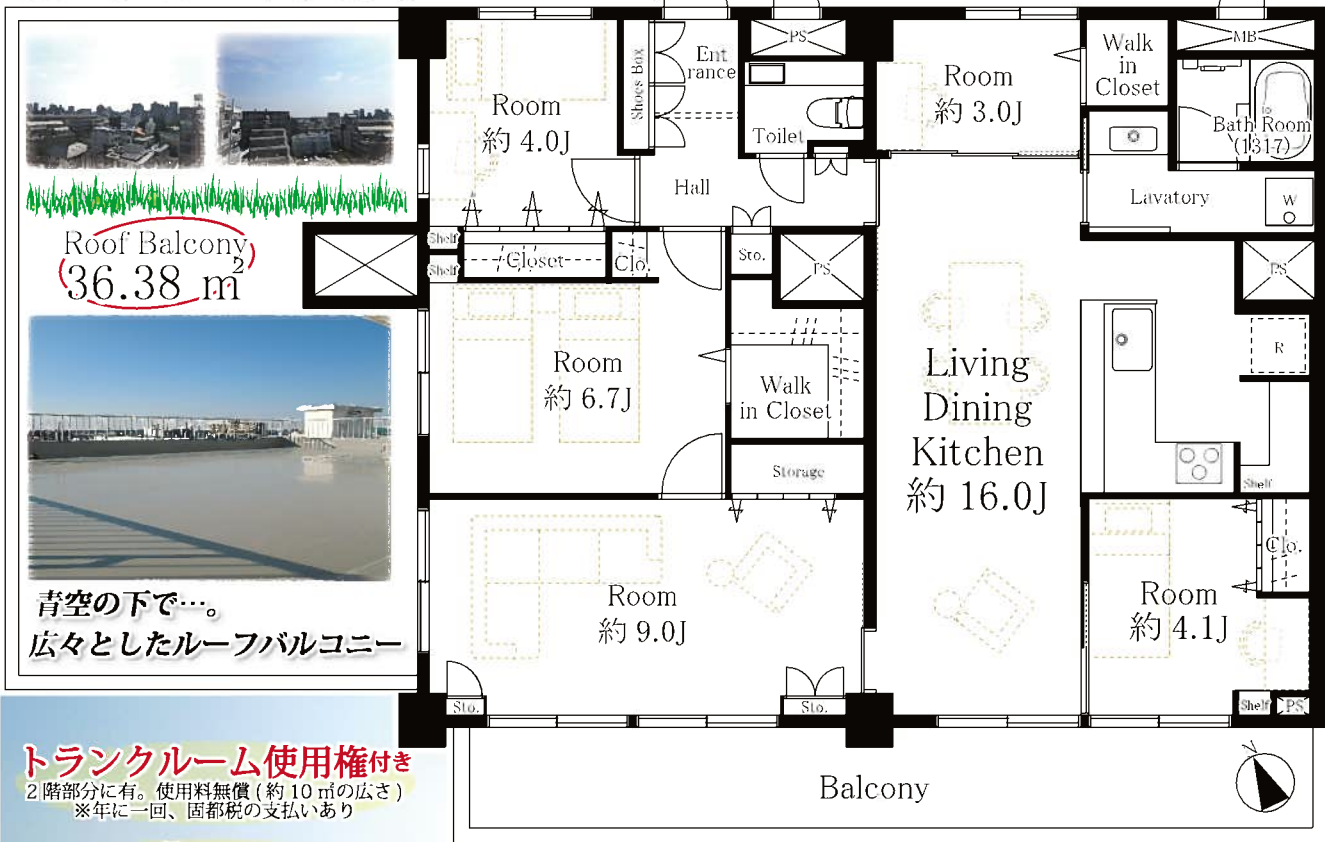 Roof Balcony
36.38 ㎡
青空の下で…。
広々としたルーフバルコニー
トランクルーム使用権付き
2階部分に有。使用料無償(約10㎡の広さ)
※年に一回、固都税の支払いあり
Room
約 4.0J
Shoes Box
Ent
rance
PS
Toilet
Hall
Room
約 3.0J
Walk
in
Closet
MB
Bath Room
(1317)
Lavatory
W
Shelf
Shelf
Closet
Clo.
Sto.
PS
PS
R
Room
約 6.7J
Walk
in Closet
Storage
Living
Dining
Kitchen
約 16.0J
Shelf
Room
約 9.0J
Sto.
Sto.
Clo.
Room
約 4.1J
Shelf
PS
Balcony